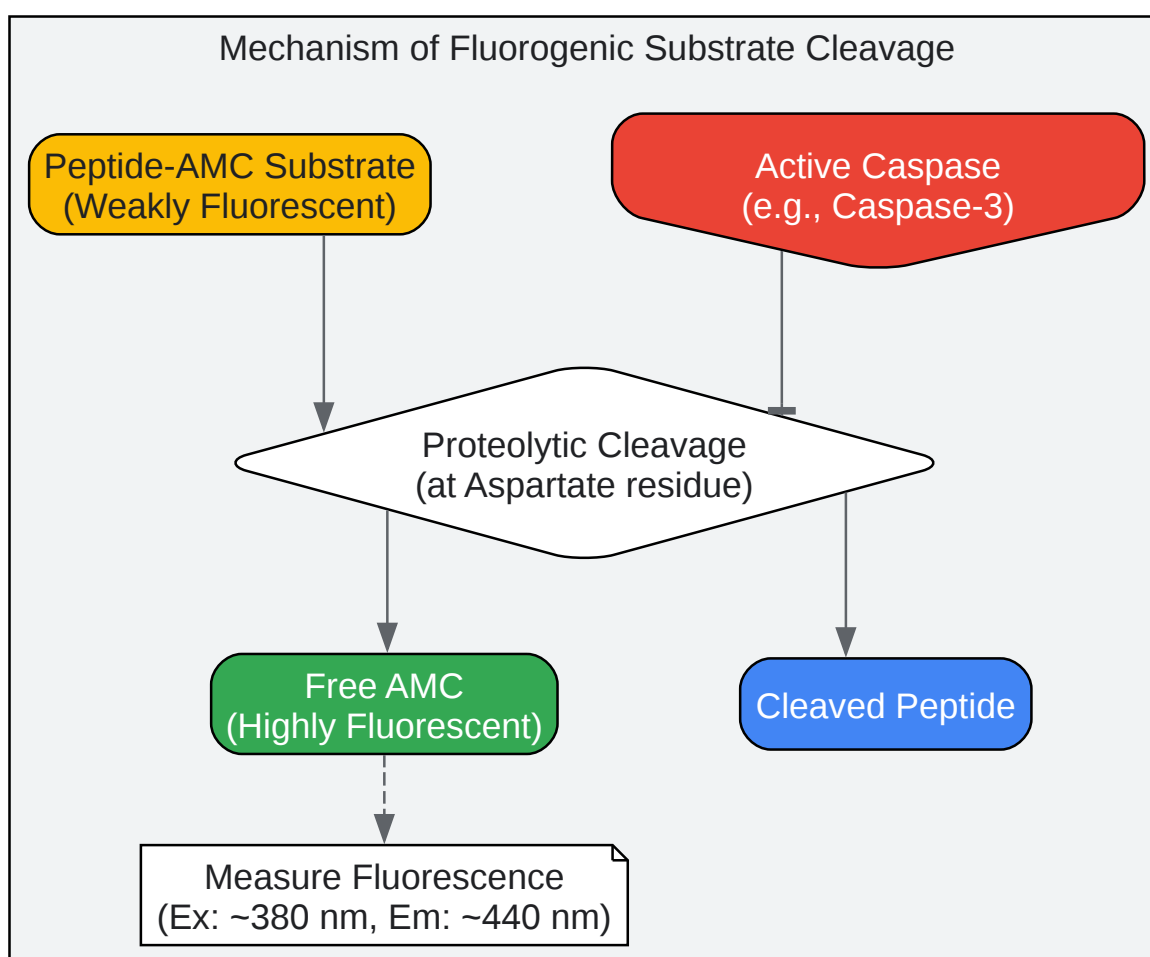 Mechanism of Fluorogenic Substrate Cleavage
Peptide-AMC Substrate
(Weakly Fluorescent)
Active Caspase
(e.g., Caspase-3)
Proteolytic Cleavage
(at Aspartate residue)
Free AMC
(Highly Fluorescent)
Cleaved Peptide
Measure Fluorescence
(Ex: ~380 nm, Em: ~440 nm)